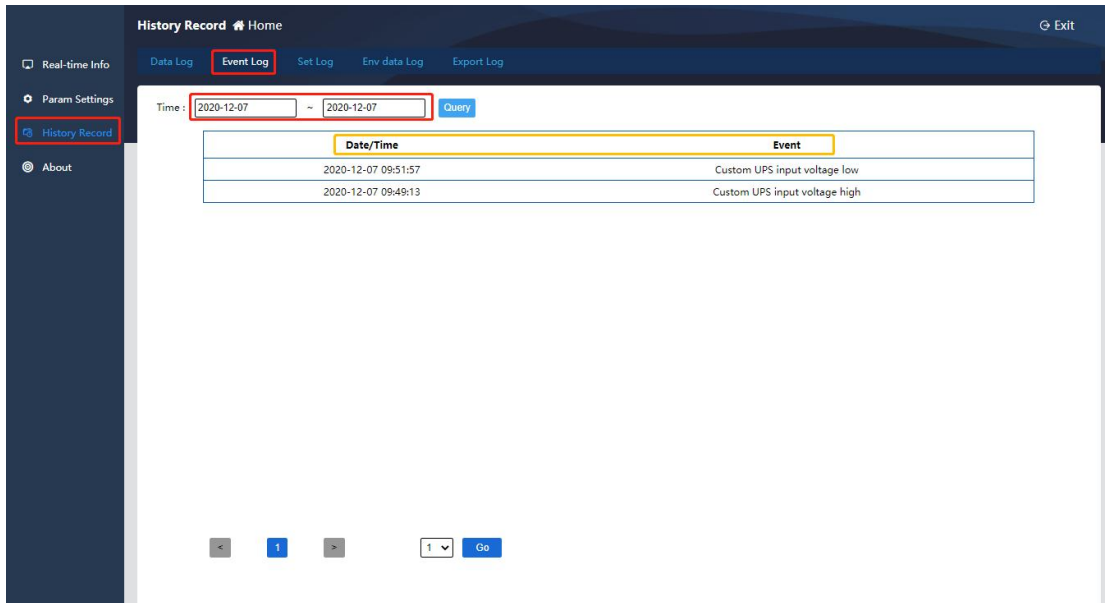 History Record Home
Exit
Real-time Info
Param Settings
History Record
About
Data Log Event Log Set Log Env data Log Export Log
Time : 2020-12-07 ~ 2020-12-07 Query
Date/Time Event
2020-12-07 09:51:57 Custom UPS input voltage low
2020-12-07 09:49:13 Custom UPS input voltage high
< 1 > 1 Go